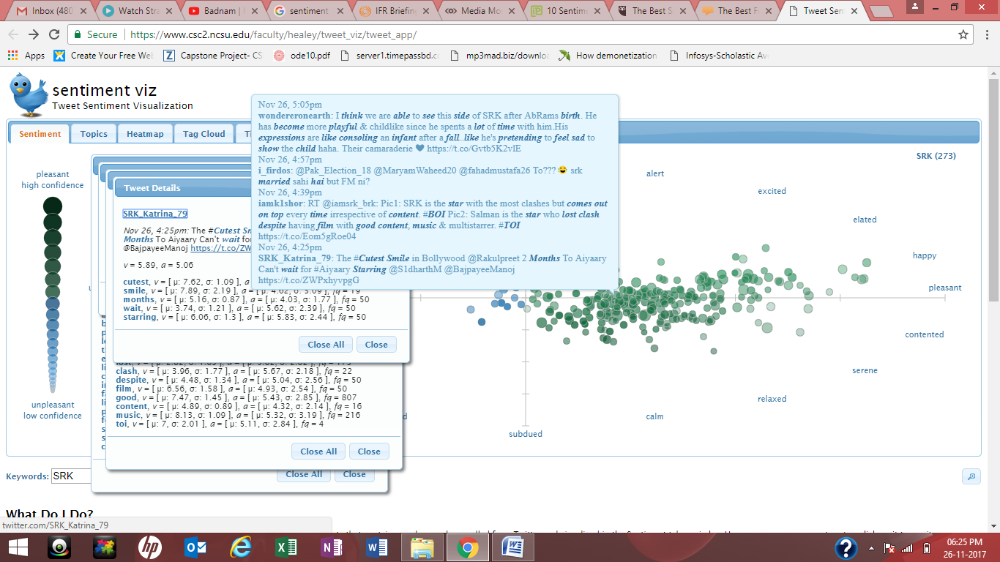 Inbox (480
Watch Stra
Badnam |
sentiment
IFR Briefin
Media Mo
10 Sentim
The Best S
The Best F
Tweet Sen
Secure
https://www.csc2.ncsu.edu/faculty/healey/tweet_viz/tweet_app/
Apps
Create Your Free Web
Capstone Project- CS
ode10.pdf
server1.timepassbd.c
mp3mad.biz/downlo
How demonetization
Infosys-Scholastic Av
sentiment viz
Tweet Sentiment Visualization
Sentiment
Topics
Heatmap
Tag Cloud
SRK (273)
pleasant
high confidence
unpleasant
low confidence
Nov 26, 5:05pm
wondereronearth: I think we are able to see this side of SRK after AbRams birth. He
has become more playful & childlike since he spends a lot of time with him.His
expressions are like consoling an infant after a fall..like he's pretending to feel sad to
show the child haha. Their camaraderie ♥ https://t.co/Gvtb5K2vlE
Nov 26, 4:57pm
i_firdos: @Pak_Election_18 @MaryamWaheed20 @fahadmustafa26 To??? 😂 srk
married sahi hai but FM ni?
Nov 26, 4:39pm
iamk1shor: RT @iamsrk_brk: Pic1: SRK is the star with the most clashes but comes out
on top every time irrespective of content. #BOI Pic2: Salman is the star who lost clash
despite having film with good content, music & multistarrer. #TOI
https://t.co/Eom5gRoe04
Nov 26, 4:25pm
SRK_Katrina_79: The #Cutest Smile in Bollywood @Rakulpreet 2 Months To Aiyaary
Can't wait for #Aiyaary Starring @S1dharthM @BajpayeeManoj
https://t.co/ZWPxhyvpgG
Tweet Details
SRK_Katrina_79
Nov 26, 4:25pm: The #Cutest Sm
Months To Aiyaary Can't wait for
@BajpayeeManoj https://t.co/ZW
v = 5.89, a = 5.06
cutest, v = [ μ: 7.62, σ: 1.09 ], a
smile, v = [ μ: 7.89, σ: 2.19 ], a = [ μ: 4.62, σ: 3.09 ], fq = 19
months, v = [ μ: 5.16, σ: 0.87 ], a = [ μ: 4.03, σ: 1.77 ], fq = 50
wait, v = [ μ: 3.74, σ: 1.21 ], a = [ μ: 5.62, σ: 2.39 ], fq = 50
starring, v = [ μ: 6.06, σ: 1.3 ], a = [ μ: 5.83, σ: 2.44 ], fq = 50
Close All
Close
clash, v = [ μ: 3.96, σ: 1.77 ], a = [ μ: 5.67, σ: 2.18 ], fq = 22
despite, v = [ μ: 4.48, σ: 1.34 ], a = [ μ: 5.04, σ: 2.56 ], fq = 50
film, v = [ μ: 6.56, σ: 1.58 ], a = [ μ: 4.93, σ: 2.54 ], fq = 50
good, v = [ μ: 7.47, σ: 1.45 ], a = [ μ: 5.43, σ: 2.85 ], fq = 807
content, v = [ μ: 4.89, σ: 0.89 ], a = [ μ: 4.32, σ: 2.14 ], fq = 16
music, v = [ μ: 8.13, σ: 1.09 ], a = [ μ: 5.32, σ: 3.19 ], fq = 216
toi, v = [ μ: 7, σ: 2.01 ], a = [ μ: 5.11, σ: 2.84 ], fq = 4
Close All
Close
Close All
Close
alert
excited
elated
happy
pleasant
contented
serene
relaxed
calm
subdued
Keywords: SRK
What Do I Do?
twitter.com/SRK_Katrina_79
06:25 PM
26-11-2017